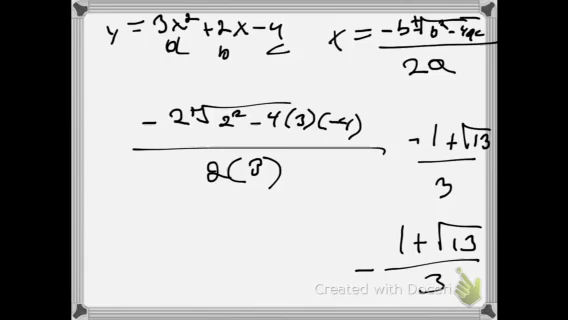 y = 3x² + 2x - 4
a b c
x = -b ± √b² - 4ac
2a
- 2 ± √2² - 4(3)(-4)
2(3)
- 1 + √13
3
- 1 + √13
3
Created with Doceri